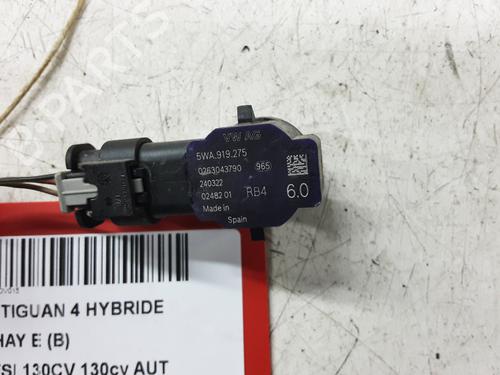 VW AG
5WA.919.275
0263043790 965
240322
02482 01 RB4 6.0
Made in
Spain
TIGUAN 4 HYBRIDE
HAY E (B)
130CV 130cv AUT